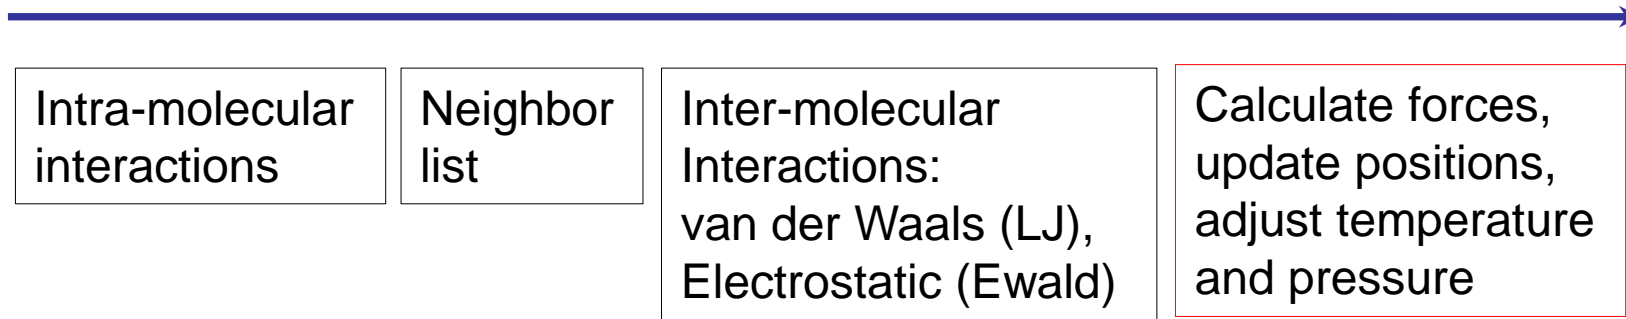 Intra-molecular
interactions
Neighbor
list
Inter-molecular
Interactions:
van der Waals (LJ),
Electrostatic (Ewald)
Calculate forces,
update positions,
adjust temperature
and pressure